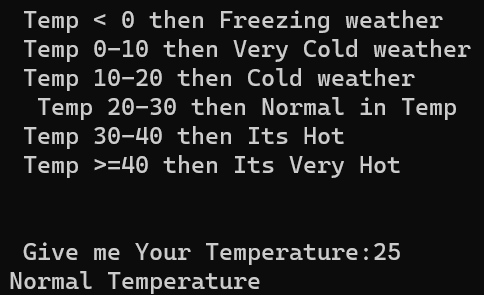 Temp < 0 then Freezing weather
Temp 0-10 then Very Cold weather
Temp 10-20 then Cold weather
Temp 20-30 then Normal in Temp
Temp 30-40 then Its Hot
Temp >=40 then Its Very Hot
Give me Your Temperature:25
Normal Temperature